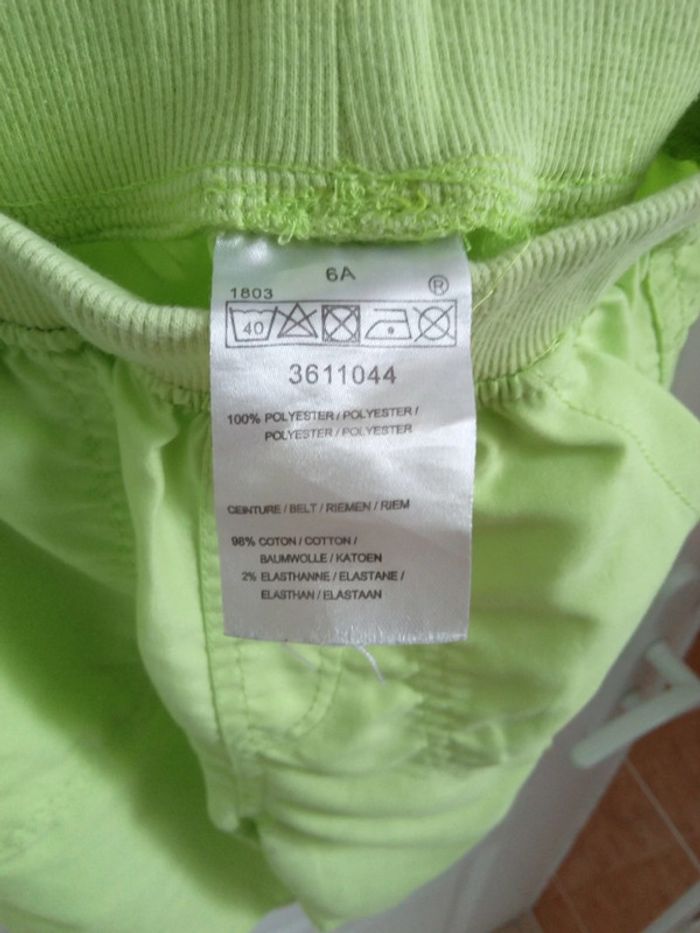 6A
1803 ®
40
3611044
100% POLYESTER / POLYESTER /
POLYESTER / POLYESTER
CEINTURE / BELT / RIEMEN / RIEM
98% COTON / COTTON /
BAUMWOLLE / KATOEN
2% ELASTHANNE / ELASTANE /
ELASTHAN / ELASTAAN